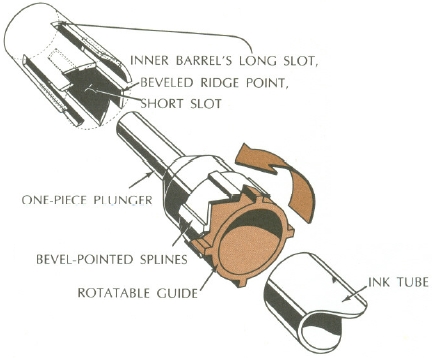 INNER BARREL'S LONG SLOT,
BEVELED RIDGE POINT,
SHORT SLOT
ONE-PIECE PLUNGER
BEVEL-POINTED SPLINES
ROTATABLE GUIDE
INK TUBE